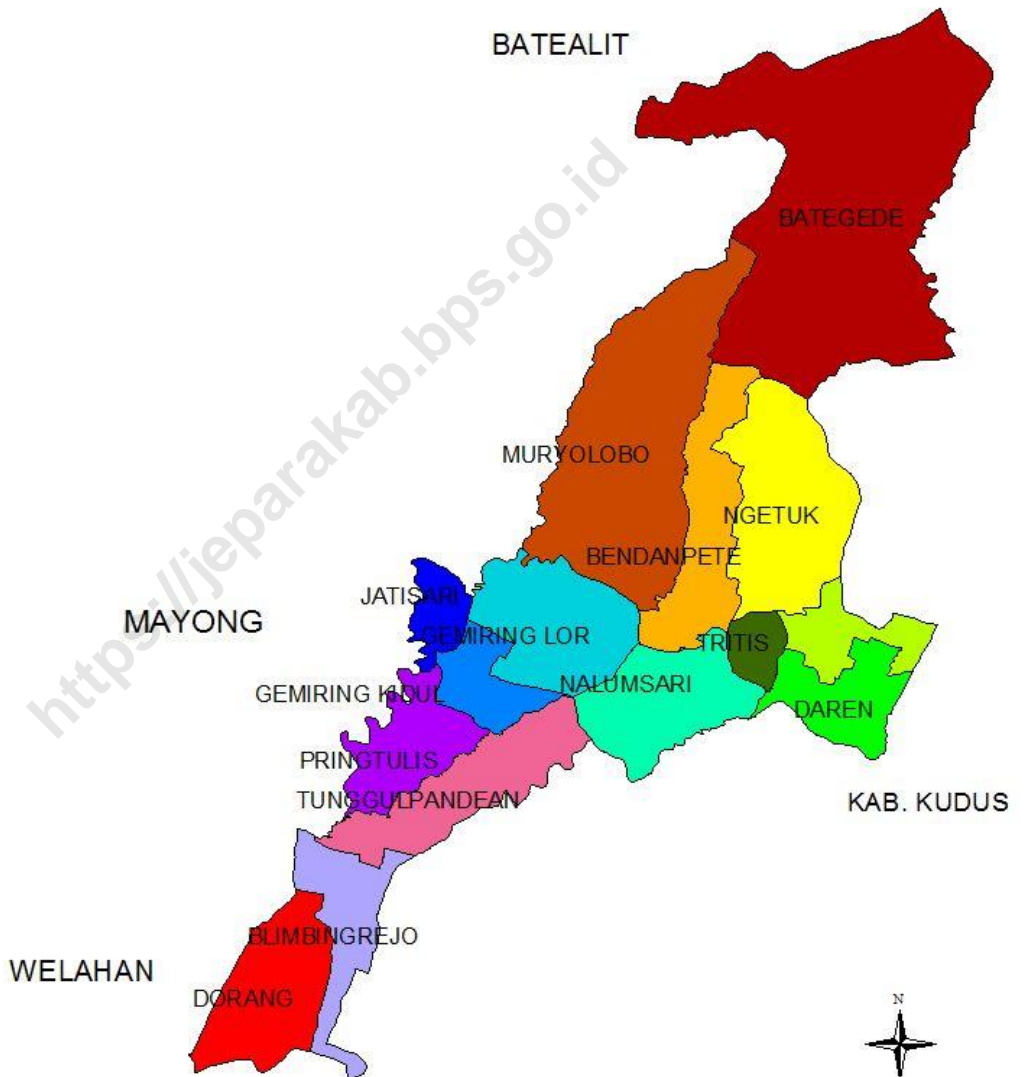 BATEALIT
https://jeparakab.bps.go.id
BATEGEDE
MURYOLOBO
NGETUK
BENDANPETE
JATISARI
MAYONG
GEMIRING LOR
TRITIS
NALUMSARI
GEMIRING KIDUL
DAREN
PRINGTULIS
TUNGGULPANDEAN
KAB. KUDUS
BLIMBINGREJO
WELAHAN
DORANG
N